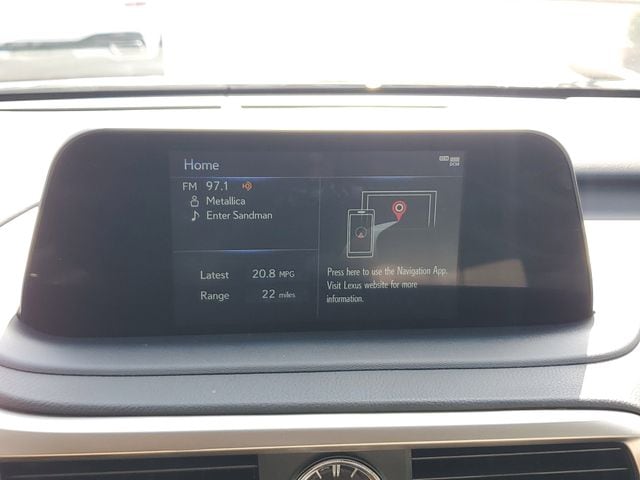 Home
DCM
FM 97.1
Metallica
Enter Sandman
Latest 20.8 MPG
Range 22 miles
Press here to use the Navigation App.
Visit Lexus website for more
information.